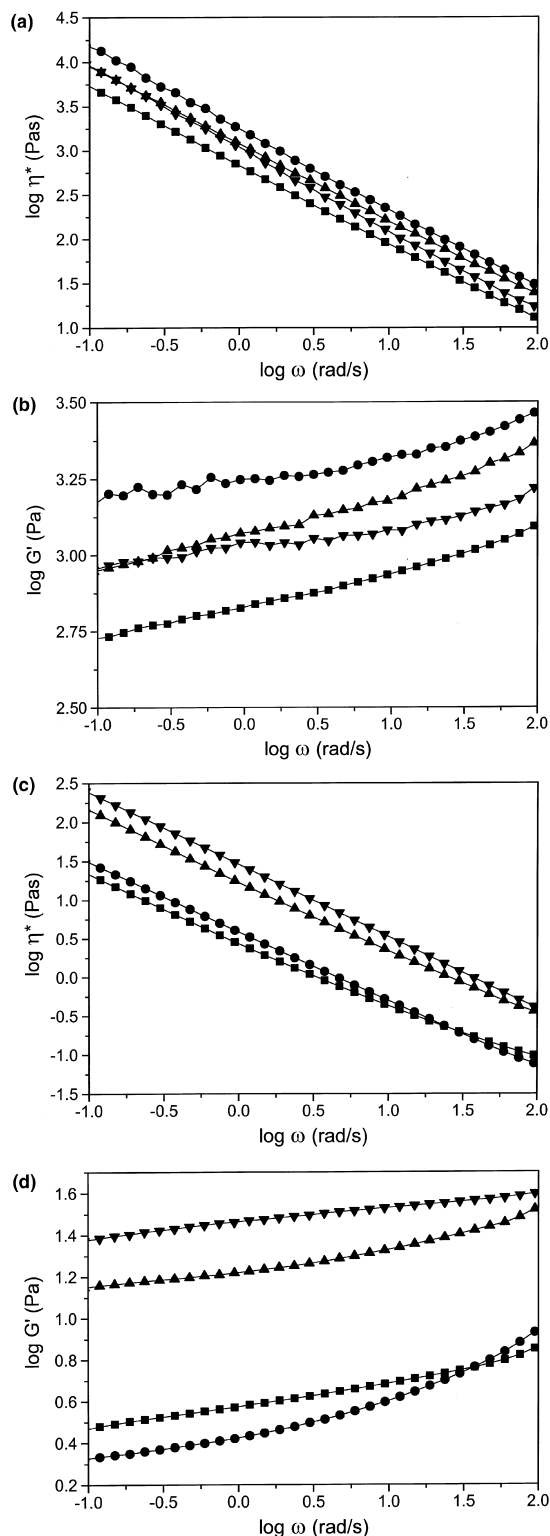 (a)
4.5
4.0
3.5
3.0
2.5
2.0
1.5
1.0
log η* (Pas)
-1.0 -0.5 0.0 0.5 1.0 1.5 2.0
log ω (rad/s)
(b)
3.50
3.25
3.00
2.75
2.50
log G' (Pa)
-1.0 -0.5 0.0 0.5 1.0 1.5 2.0
log ω (rad/s)
(c)
2.5
2.0
1.5
1.0
0.5
0.0
-0.5
-1.0
-1.5
log η* (Pas)
-1.0 -0.5 0.0 0.5 1.0 1.5 2.0
log ω (rad/s)
(d)
1.6
1.4
1.2
1.0
0.8
0.6
0.4
0.2
log G' (Pa)
-1.0 -0.5 0.0 0.5 1.0 1.5 2.0
log ω (rad/s)